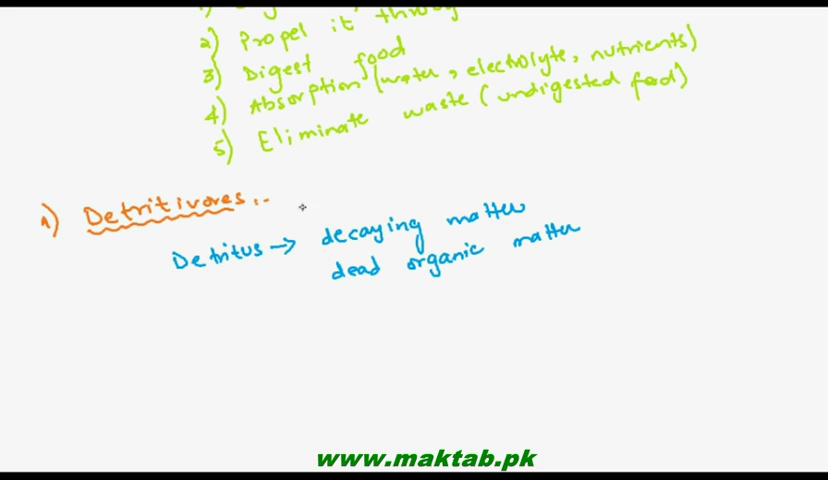 2) Propel it
3) Digest food
4) Absorption (water, electrolyte, nutrients)
5) Eliminate waste (undigested food)
1) Detritivores :-
Detritus → decaying matter
dead organic matter
www.maktab.pk